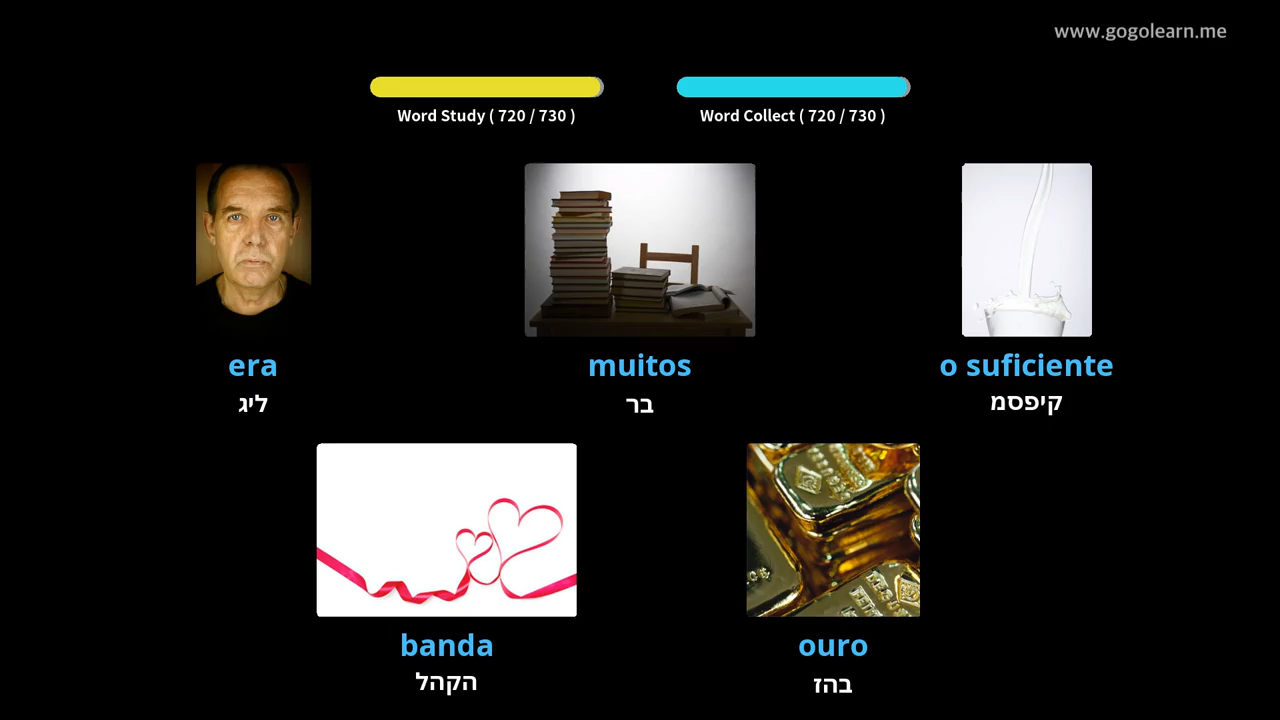 www.gogolearn.me
Word Study ( 720 / 730 )
Word Collect ( 720 / 730 )
era
ליג
muitos
בר
o suficiente
קיפסמ
banda
הקהל
ouro
בהז